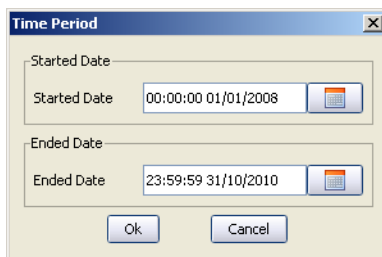 Time Period
Started Date
Started Date 00:00:00 01/01/2008
Ended Date
Ended Date 23:59:59 31/10/2010
Ok Cancel